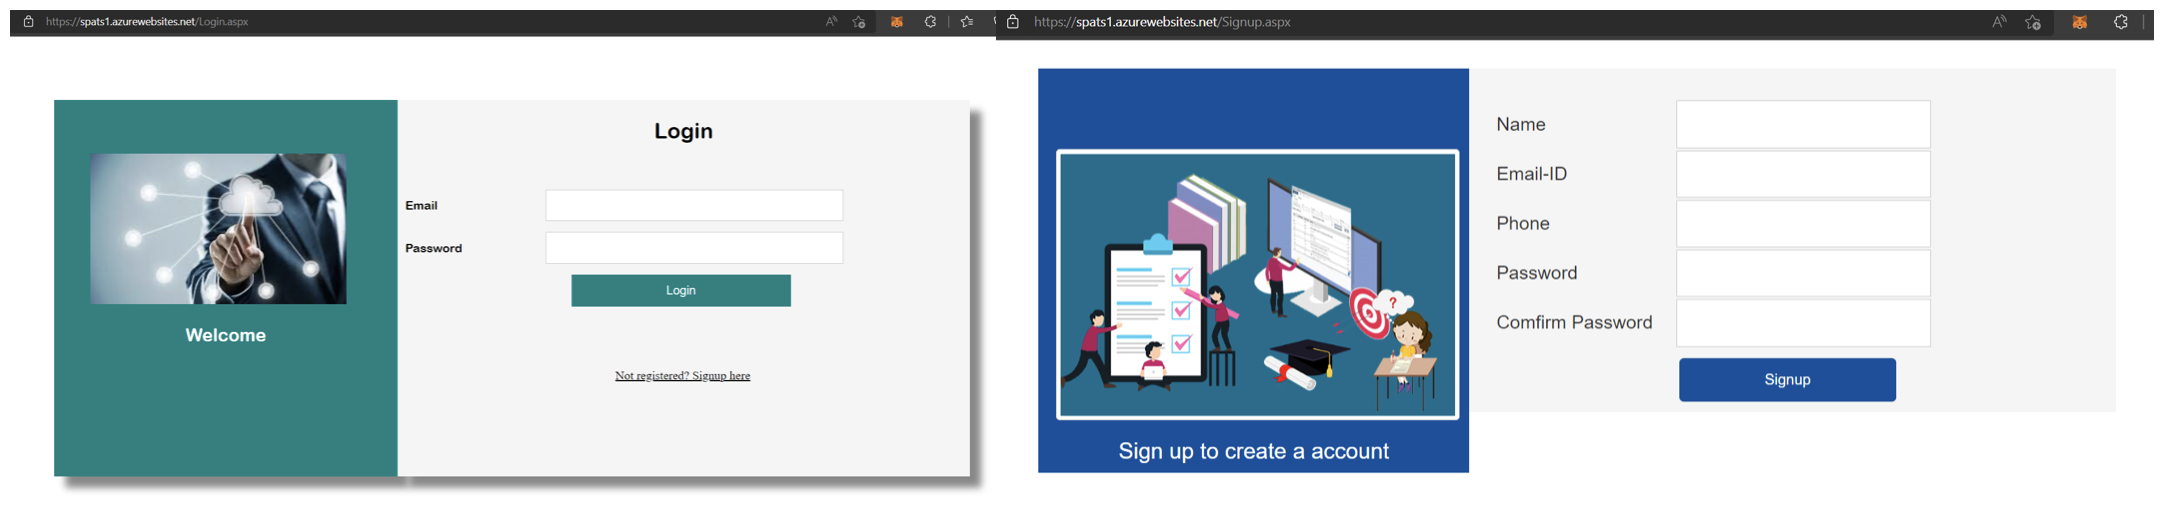 https://spats1.azurewebsites.net/Login.aspx
Login
Email
Password
Login
Not registered? Signup here
Welcome
https://spats1.azurewebsites.net/Signup.aspx
Name
Email-ID
Phone
Password
Comfirm Password
Signup
?
Sign up to create a account